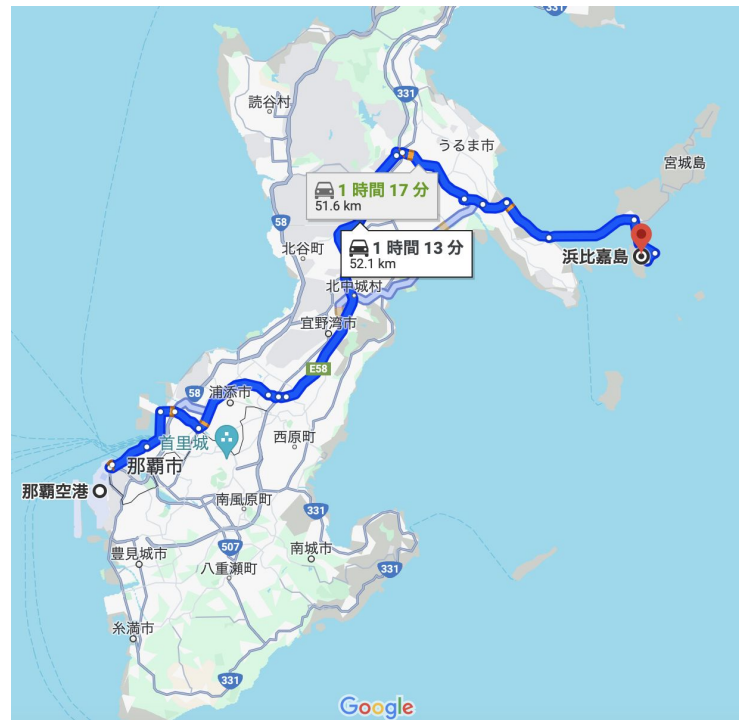 331
読谷村
331
うるま市
宮城島
1 時間 17 分
51.6 km
58
1 時間 13 分
52.1 km
北谷町
浜比嘉島
北中城村
宜野湾市
E58
58
浦添市
首里城
西原町
那覇市
那覇空港
南風原町
331
507
豊見城市
南城市
八重瀬町
331
糸満市
331
Google